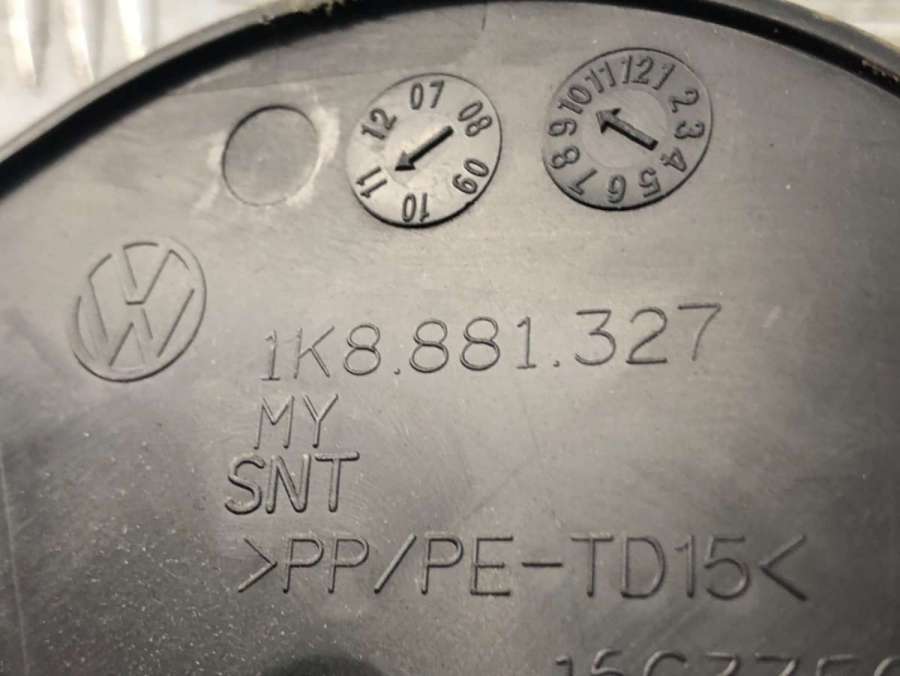 07 08 09 10 11 12
1 2 3 4 5 6 7 8 9 10 11 12
1K8.881.327
MY
SNT
>PP/PE-TD15<